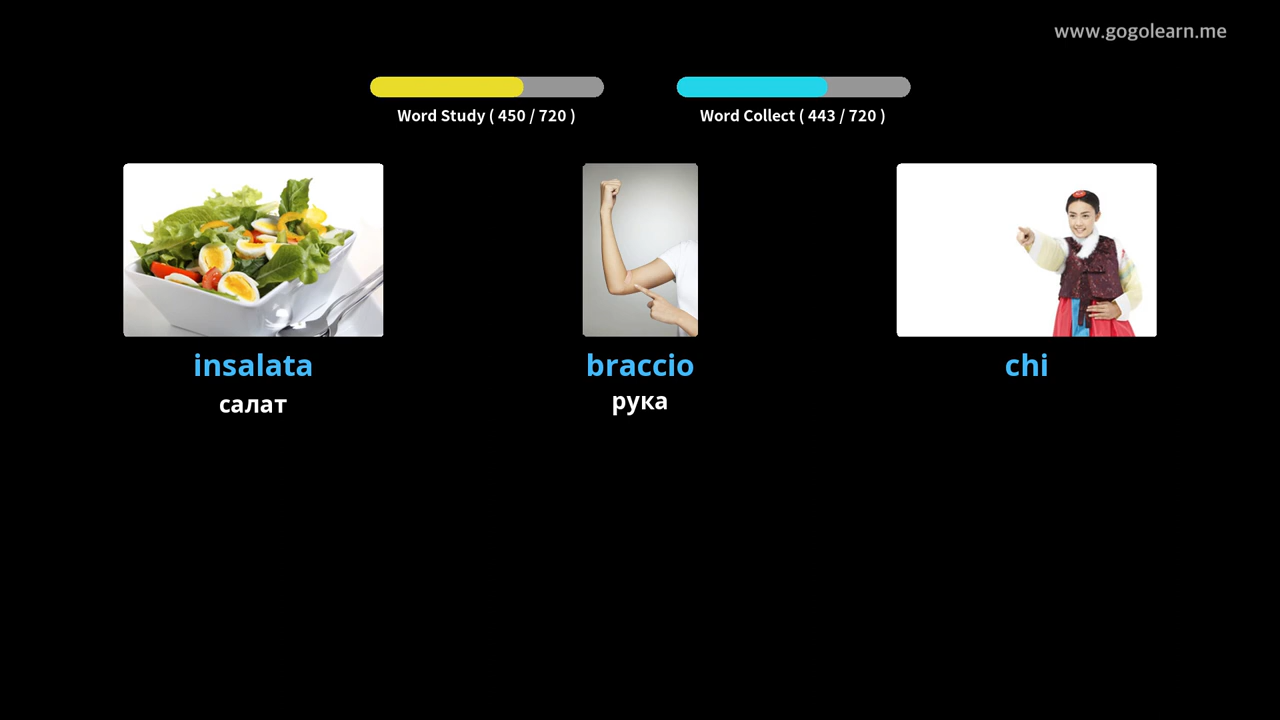 www.gogolearn.me
Word Study ( 450 / 720 )
Word Collect ( 443 / 720 )
insalata
braccio
chi
салат
рука